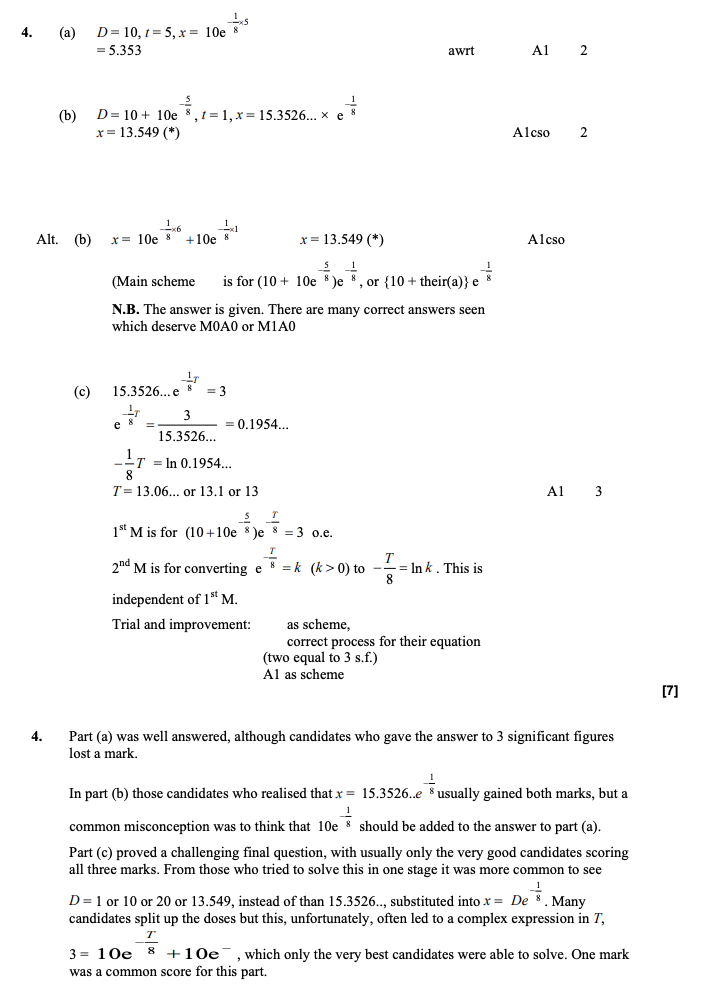 4. (a) D = 10, t = 5, x = 10e^{-\frac{1}{8}×5}
= 5.353 awrt A1 2
(b) D = 10 + 10e^{-\frac{5}{8}}, t = 1, x = 15.3526... × e^{-\frac{1}{8}}
x = 13.549 (*) A1cso 2
Alt. (b) x = 10e^{-\frac{1}{8}×6} + 10e^{-\frac{1}{8}×1} x = 13.549 (*) A1cso
(Main scheme is for (10 + 10e^{-\frac{5}{8}})e^{-\frac{1}{8}}, or {10 + their(a)} e^{-\frac{1}{8}}
N.B. The answer is given. There are many correct answers seen
which deserve M0A0 or M1A0
(c) 15.3526... e^{-\frac{1}{8}T} = 3
e^{-\frac{1}{8}T} = \frac{3}{15.3526...} = 0.1954...
-\frac{1}{8}T = ln 0.1954...
T = 13.06... or 13.1 or 13 A1 3
1st M is for (10 + 10e^{-\frac{5}{8}})e^{-\frac{T}{8}} = 3 o.e.
2nd M is for converting e^{-\frac{T}{8}} = k (k > 0) to -\frac{T}{8} = ln k . This is
independent of 1st M.
Trial and improvement: as scheme,
correct process for their equation
(two equal to 3 s.f.)
A1 as scheme
[7]
4. Part (a) was well answered, although candidates who gave the answer to 3 significant figures
lost a mark.
In part (b) those candidates who realised that x = 15.3526..e^{-\frac{1}{8}} usually gained both marks, but a
common misconception was to think that 10e^{-\frac{1}{8}} should be added to the answer to part (a).
Part (c) proved a challenging final question, with usually only the very good candidates scoring
all three marks. From those who tried to solve this in one stage it was more common to see
D = 1 or 10 or 20 or 13.549, instead of than 15.3526.., substituted into x = De^{-\frac{1}{8}}. Many
candidates split up the doses but this, unfortunately, often led to a complex expression in T,
3 = 10e^{-\frac{T}{8}} + 10e^{-} , which only the very best candidates were able to solve. One mark
was a common score for this part.